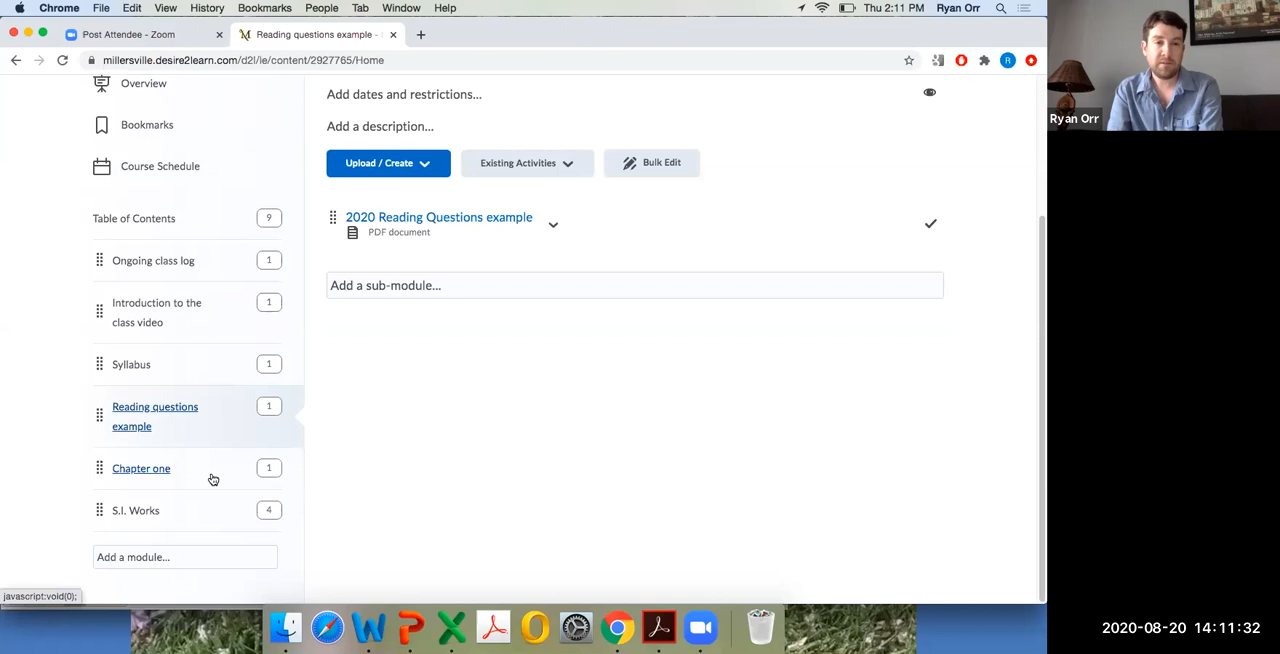 Chrome File Edit View History Bookmarks People Tab Window Help Thu 2:11 PM Ryan Orr
Post Attendee - Zoom
Reading questions example -
millersville.desire2learn.com/d2l/le/content/2927765/Home
R
Overview
Bookmarks
Course Schedule
Table of Contents 9
Ongoing class log 1
Introduction to the 1
class video
Syllabus 1
Reading questions 1
example
Chapter one 1
S.I. Works 4
Add a module...
javascript:void(0);
Add dates and restrictions...
Add a description...
Upload / Create
Existing Activities
Bulk Edit
2020 Reading Questions example
PDF document
Add a sub-module...
Ryan Orr
2020-08-20 14:11:32